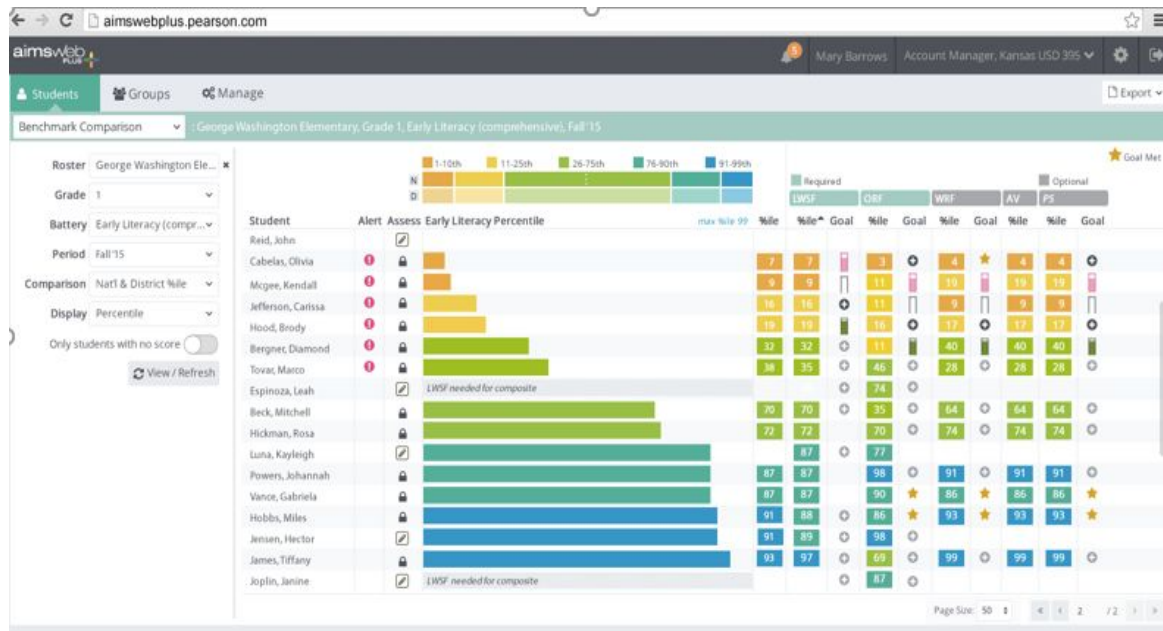 aimswebplus.pearson.com
aimsweb PLUS
5 Mary Barrows Account Manager, Kansas USD 395
Students Groups Manage Export
Benchmark Comparison : George Washington Elementary, Grade 1, Early Literacy (comprehensive), Fall '15
Goal Met
Roster George Washington Ele...
Grade 1
Battery Early Literacy (compr...
Period Fall '15
Comparison Nat'l & District %ile
Display Percentile
Only students with no score
View / Refresh
1-10th 11-25th 26-75th 76-90th 91-99th
N
D
Required Optional
LWSF ORF WRF AV PS
Student Alert Assess Early Literacy Percentile max %ile 99 %ile %ile Goal %ile Goal %ile Goal %ile %ile Goal
Reid, John
Cabelas, Olivia 7 7 3 4 4 4
Mcgee, Kendall 9 9 11 19 19 19
Jefferson, Carissa 16 16 11 9 9 9
Hood, Brody 19 19 16 17 17 17
Bergner, Diamond 32 32 11 40 40 40
Tovar, Marco 38 35 46 28 28 28
Espinoza, Leah LWSF needed for composite 74
Beck, Mitchell 70 70 35 64 64 64
Hickman, Rosa 72 72 70 74 74 74
Luna, Kayleigh 87 77
Powers, Johannah 87 87 98 91 91 91
Vance, Gabriela 87 87 90 86 86 86
Hobbs, Miles 91 88 86 93 93 93
Jensen, Hector 91 89 98
James, Tiffany 93 97 69 99 99 99
Joplin, Janine LWSF needed for composite 87
Page Size: 50 2 / 2